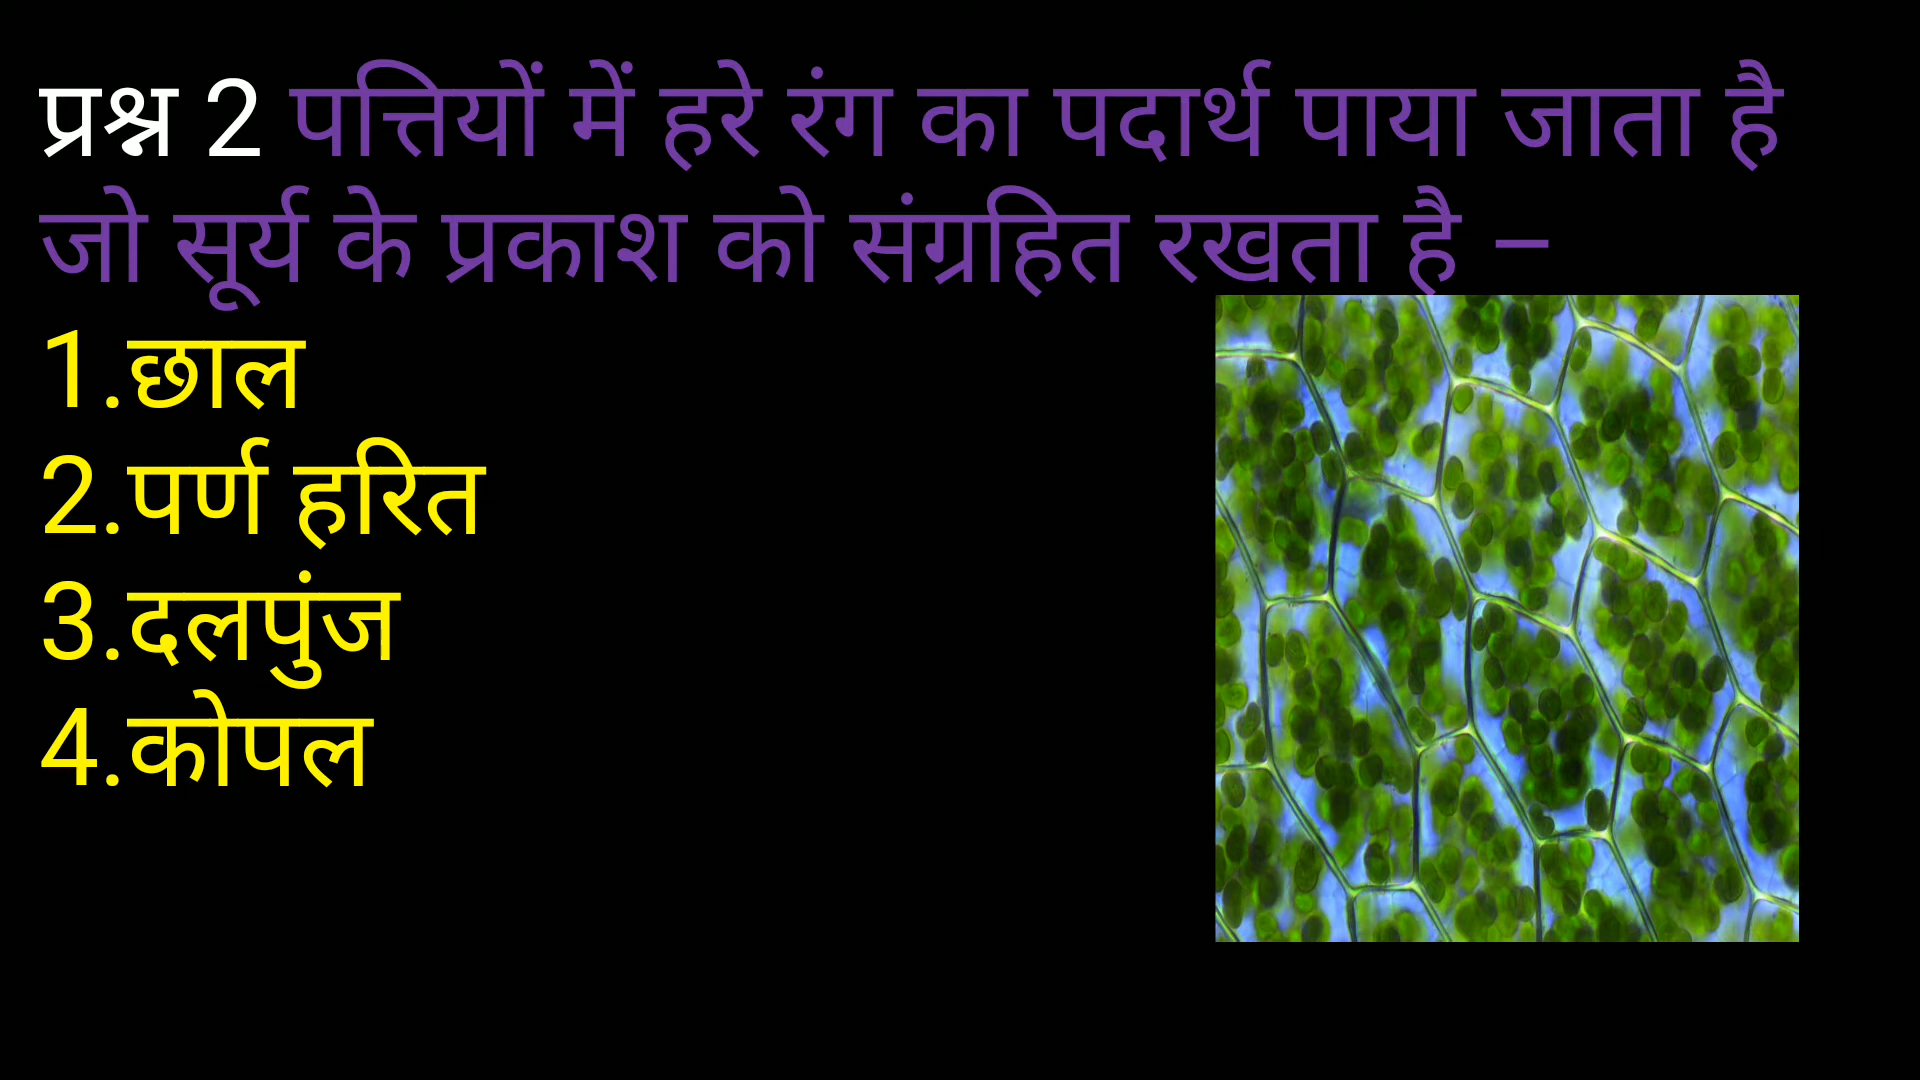 प्रश्न 2 पत्तियों में हरे रंग का पदार्थ पाया जाता है
जो सूर्य के प्रकाश को संग्रहित रखता है –
1.छाल
2.पर्ण हरित
3.दलपुंज
4.कोपल